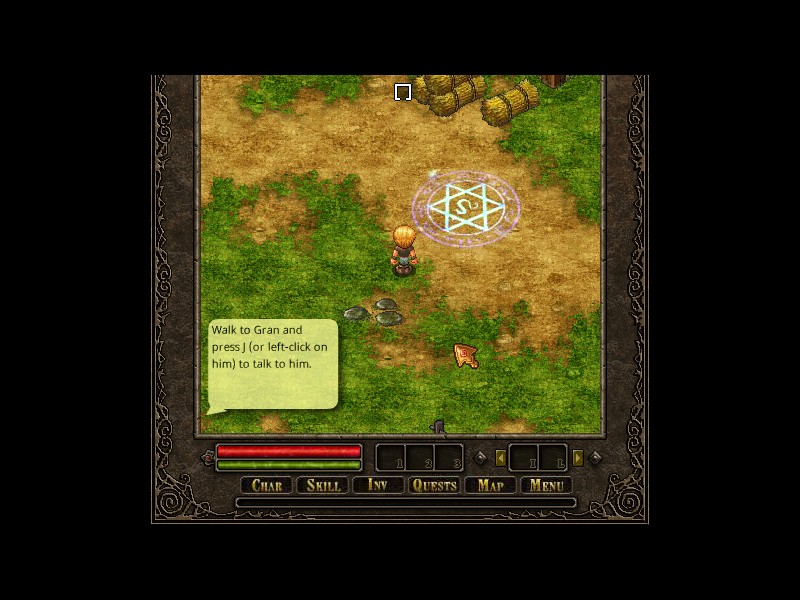 Walk to Gran and
press J (or left-click on
him) to talk to him.
1 2 3 I L
CHAR SKILL INV QUESTS MAP MENU